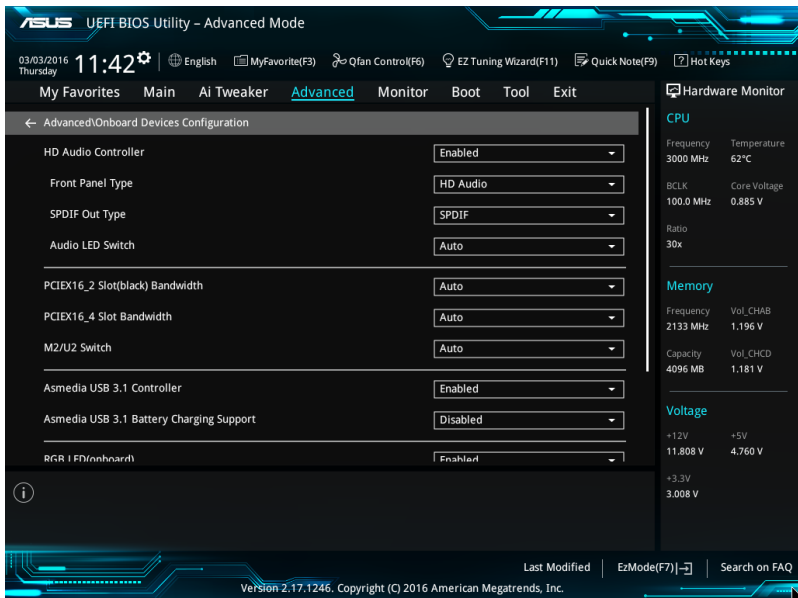 ASUS UEFI BIOS Utility – Advanced Mode
03/03/2016 Thursday 11:42 English MyFavorite(F3) Qfan Control(F6) EZ Tuning Wizard(F11) Quick Note(F9) ? Hot Keys
My Favorites Main Ai Tweaker Advanced Monitor Boot Tool Exit
← Advanced\Onboard Devices Configuration
HD Audio Controller Enabled
Front Panel Type HD Audio
SPDIF Out Type SPDIF
Audio LED Switch Auto
PCIEX16_2 Slot(black) Bandwidth Auto
PCIEX16_4 Slot Bandwidth Auto
M2/U2 Switch Auto
Asmedia USB 3.1 Controller Enabled
Asmedia USB 3.1 Battery Charging Support Disabled
RGB LED(onboard) Enabled
Hardware Monitor
CPU
Frequency Temperature
3000 MHz 62°C
BCLK Core Voltage
100.0 MHz 0.885 V
Ratio
30x
Memory
Frequency Vol_CHAB
2133 MHz 1.196 V
Capacity Vol_CHCD
4096 MB 1.181 V
Voltage
+12V +5V
11.808 V 4.760 V
+3.3V
3.008 V
i
Last Modified EzMode(F7) Search on FAQ
Version 2.17.1246. Copyright (C) 2016 American Megatrends, Inc.